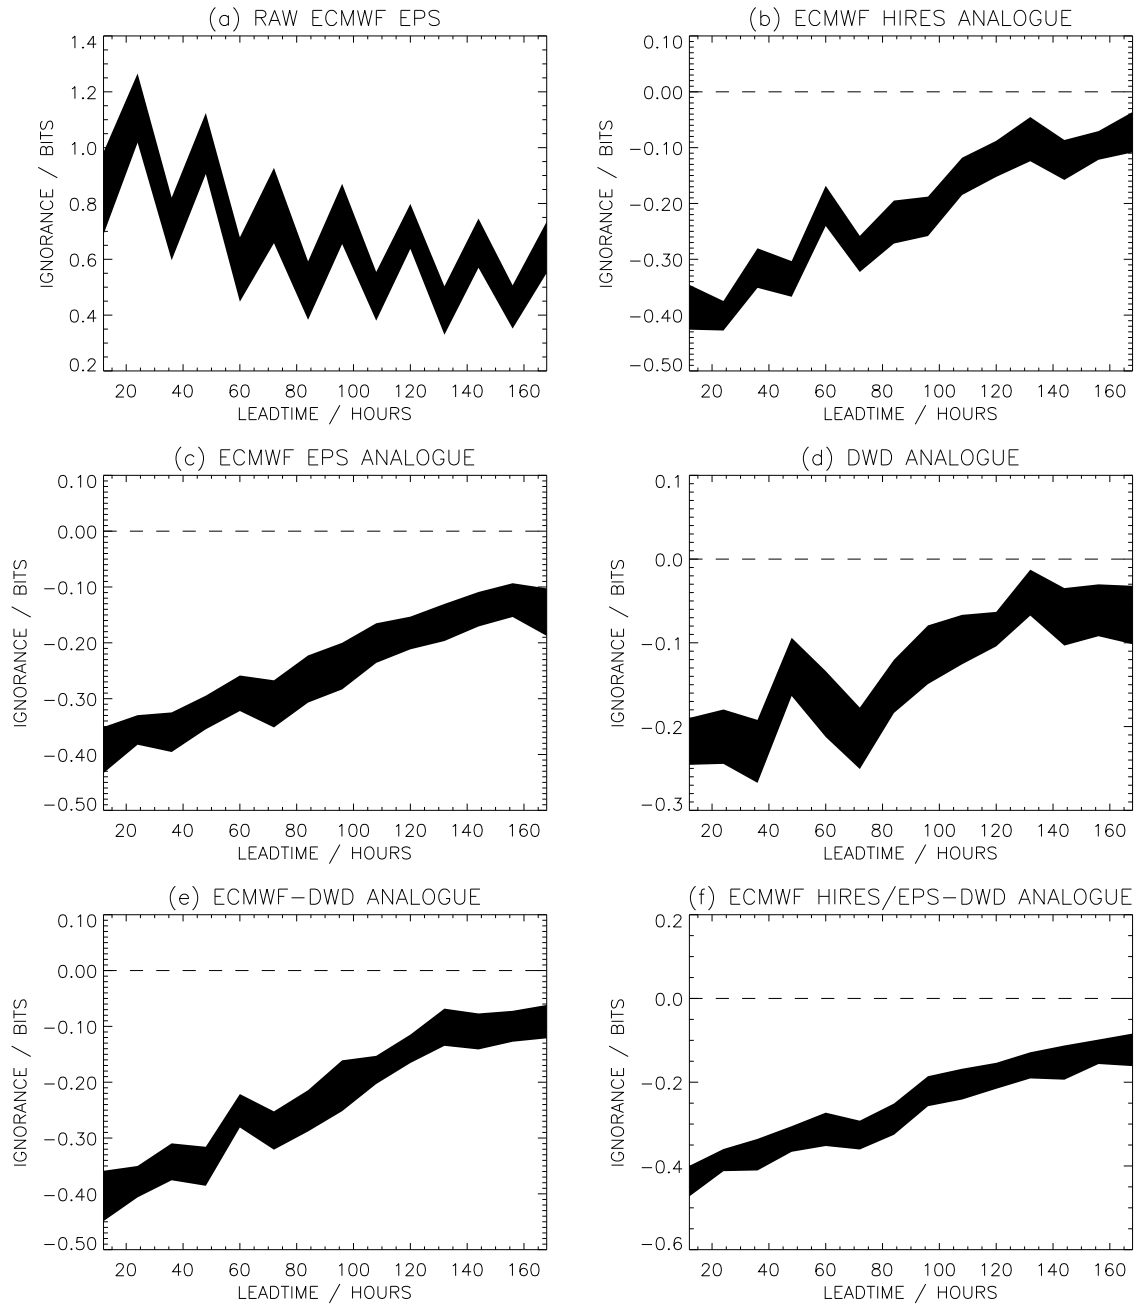 (a) RAW ECMWF EPS
IGNORANCE / BITS
1.4
1.2
1.0
0.8
0.6
0.4
0.2
20 40 60 80 100 120 140 160
LEADTIME / HOURS
(b) ECMWF HIRES ANALOGUE
IGNORANCE / BITS
0.10
0.00
−0.10
−0.20
−0.30
−0.40
−0.50
20 40 60 80 100 120 140 160
LEADTIME / HOURS
(c) ECMWF EPS ANALOGUE
IGNORANCE / BITS
0.10
0.00
−0.10
−0.20
−0.30
−0.40
−0.50
20 40 60 80 100 120 140 160
LEADTIME / HOURS
(d) DWD ANALOGUE
IGNORANCE / BITS
0.1
0.0
−0.1
−0.2
−0.3
20 40 60 80 100 120 140 160
LEADTIME / HOURS
(e) ECMWF−DWD ANALOGUE
IGNORANCE / BITS
0.10
0.00
−0.10
−0.20
−0.30
−0.40
−0.50
20 40 60 80 100 120 140 160
LEADTIME / HOURS
(f) ECMWF HIRES/EPS−DWD ANALOGUE
IGNORANCE / BITS
0.2
0.0
−0.2
−0.4
−0.6
20 40 60 80 100 120 140 160
LEADTIME / HOURS